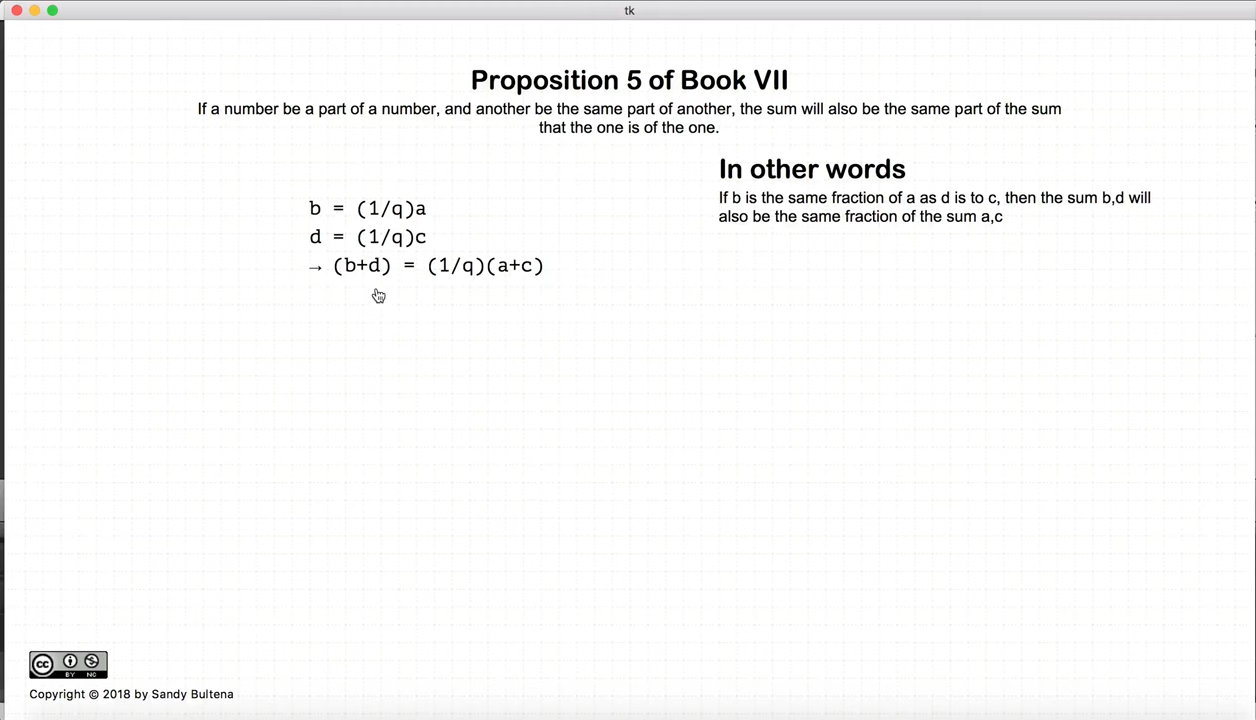 tk
Proposition 5 of Book VII
If a number be a part of a number, and another be the same part of another, the sum will also be the same part of the sum
that the one is of the one.
In other words
If b is the same fraction of a as d is to c, then the sum b,d will
also be the same fraction of the sum a,c
b = (1/q)a
d = (1/q)c
→ (b+d) = (1/q)(a+c)
cc
BY NC
Copyright © 2018 by Sandy Bultena